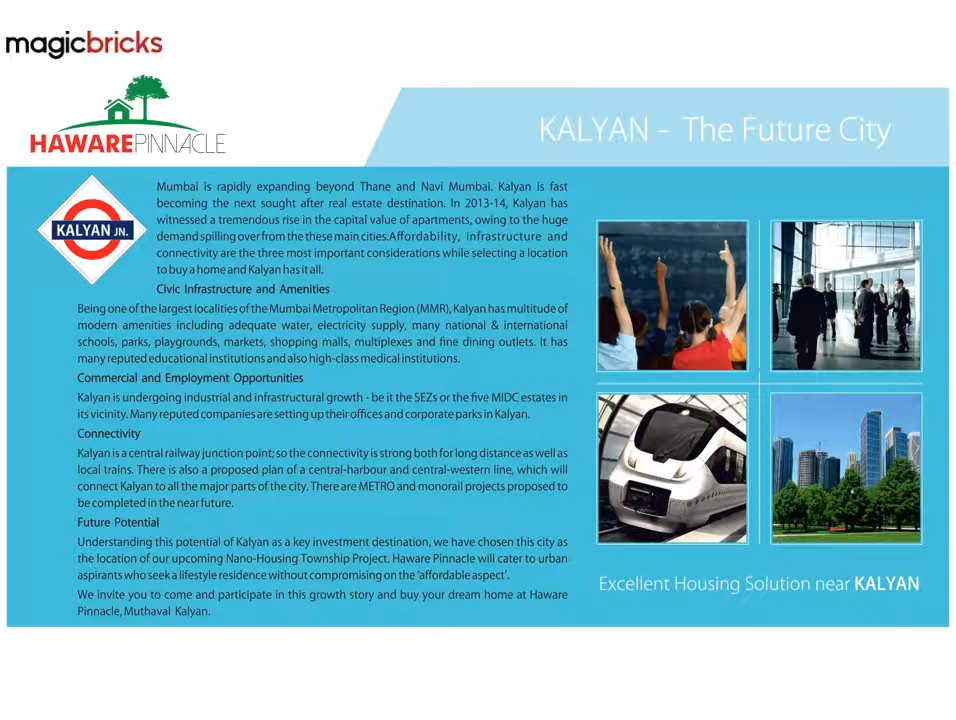 magicbricks
HAWARE PINNACLE
KALYAN - The Future City
KALYAN JN.
Mumbai is rapidly expanding beyond Thane and Navi Mumbai. Kalyan is fast
becoming the next sought after real estate destination. In 2013-14, Kalyan has
witnessed a tremendous rise in the capital value of apartments, owing to the huge
demand spilling over from the these main cities.Affordability, infrastructure and
connectivity are the three most important considerations while selecting a location
to buy a home and Kalyan has it all.
Civic Infrastructure and Amenities
Being one of the largest localities of the Mumbai Metropolitan Region (MMR), Kalyan has multitude of
modern amenities including adequate water, electricity supply, many national & international
schools, parks, playgrounds, markets, shopping malls, multiplexes and fine dining outlets. It has
many reputed educational institutions and also high-class medical institutions.
Commercial and Employment Opportunities
Kalyan is undergoing industrial and infrastructural growth - be it the SEZs or the five MIDC estates in
its vicinity. Many reputed companies are setting up their offices and corporate parks in Kalyan.
Connectivity
Kalyan is a central railway junction point; so the connectivity is strong both for long distance as well as
local trains. There is also a proposed plan of a central-harbour and central-western line, which will
connect Kalyan to all the major parts of the city. There are METRO and monorail projects proposed to
be completed in the near future.
Future Potential
Understanding this potential of Kalyan as a key investment destination, we have chosen this city as
the location of our upcoming Nano-Housing Township Project. Haware Pinnacle will cater to urban
aspirants who seek a lifestyle residence without compromising on the ‘affordable aspect’.
We invite you to come and participate in this growth story and buy your dream home at Haware
Pinnacle, Muthaval Kalyan.
Excellent Housing Solution near KALYAN